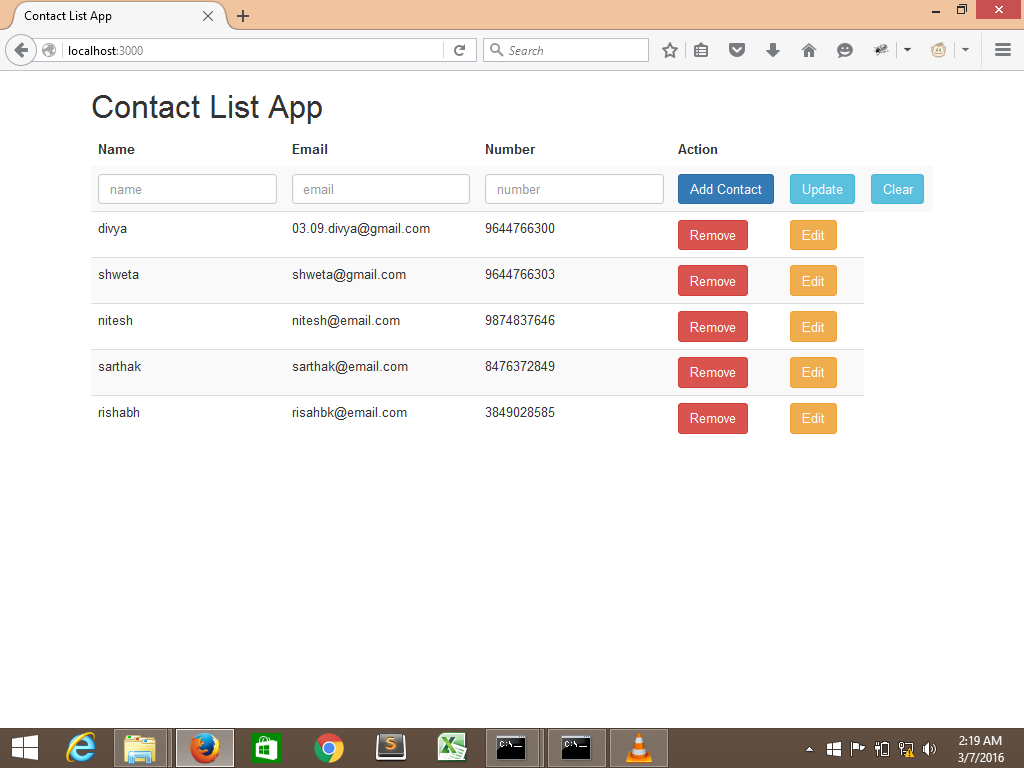 Contact List App
localhost:3000
Search
Contact List App
Name Email Number Action
name email number Add Contact Update Clear
divya 03.09.divya@gmail.com 9644766300 Remove Edit
shweta shweta@gmail.com 9644766303 Remove Edit
nitesh nitesh@email.com 9874837646 Remove Edit
sarthak sarthak@email.com 8476372849 Remove Edit
rishabh risahbk@email.com 3849028585 Remove Edit
2:19 AM
3/7/2016